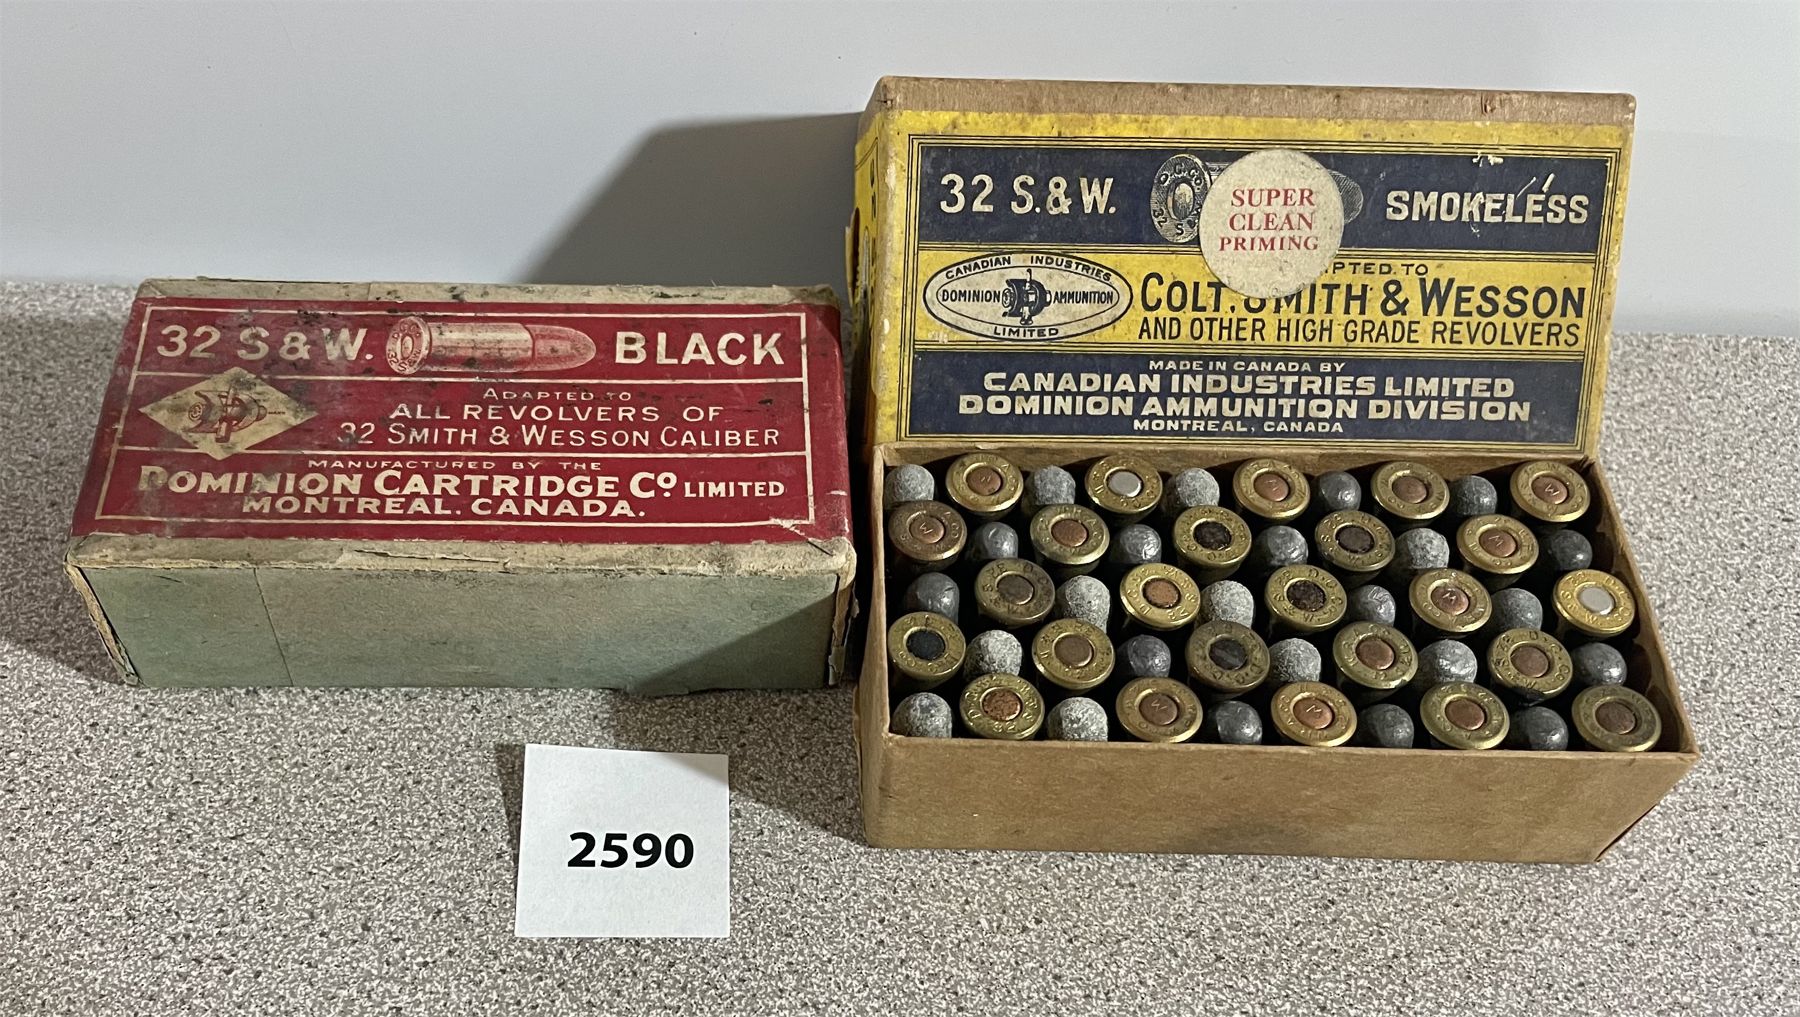 32 S & W. BLACK
ADAPTED TO
ALL REVOLVERS OF
32 SMITH & WESSON CALIBER
MANUFACTURED BY THE
DOMINION CARTRIDGE CO. LIMITED
MONTREAL. CANADA.
32 S. & W. SMOKELESS
SUPER
CLEAN
PRIMING
CANADIAN INDUSTRIES
DOMINION AMMUNITION
LIMITED
TO
COLT, SMITH & WESSON
AND OTHER HIGH GRADE REVOLVERS
MADE IN CANADA BY
CANADIAN INDUSTRIES LIMITED
DOMINION AMMUNITION DIVISION
MONTREAL, CANADA
2590